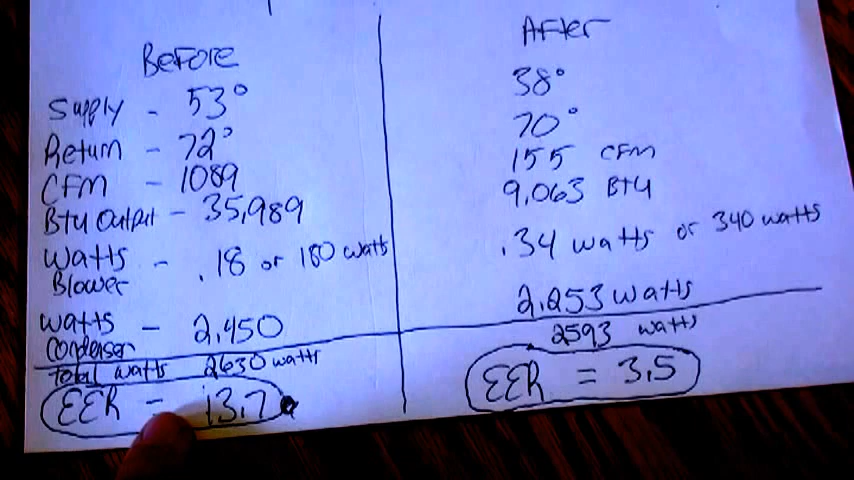 Before
Supply - 53°
Return - 72°
CFM - 1089
Btu Output - 35,989
Watts Blower - .18 or 180 watts
Watts Condenser - 2,450
Total watts 2630 watts
EER - 13.7
After
38°
70°
155 CFM
9,063 Btu
.34 watts or 340 watts
2,253 watts
2593 watts
EER = 3.5